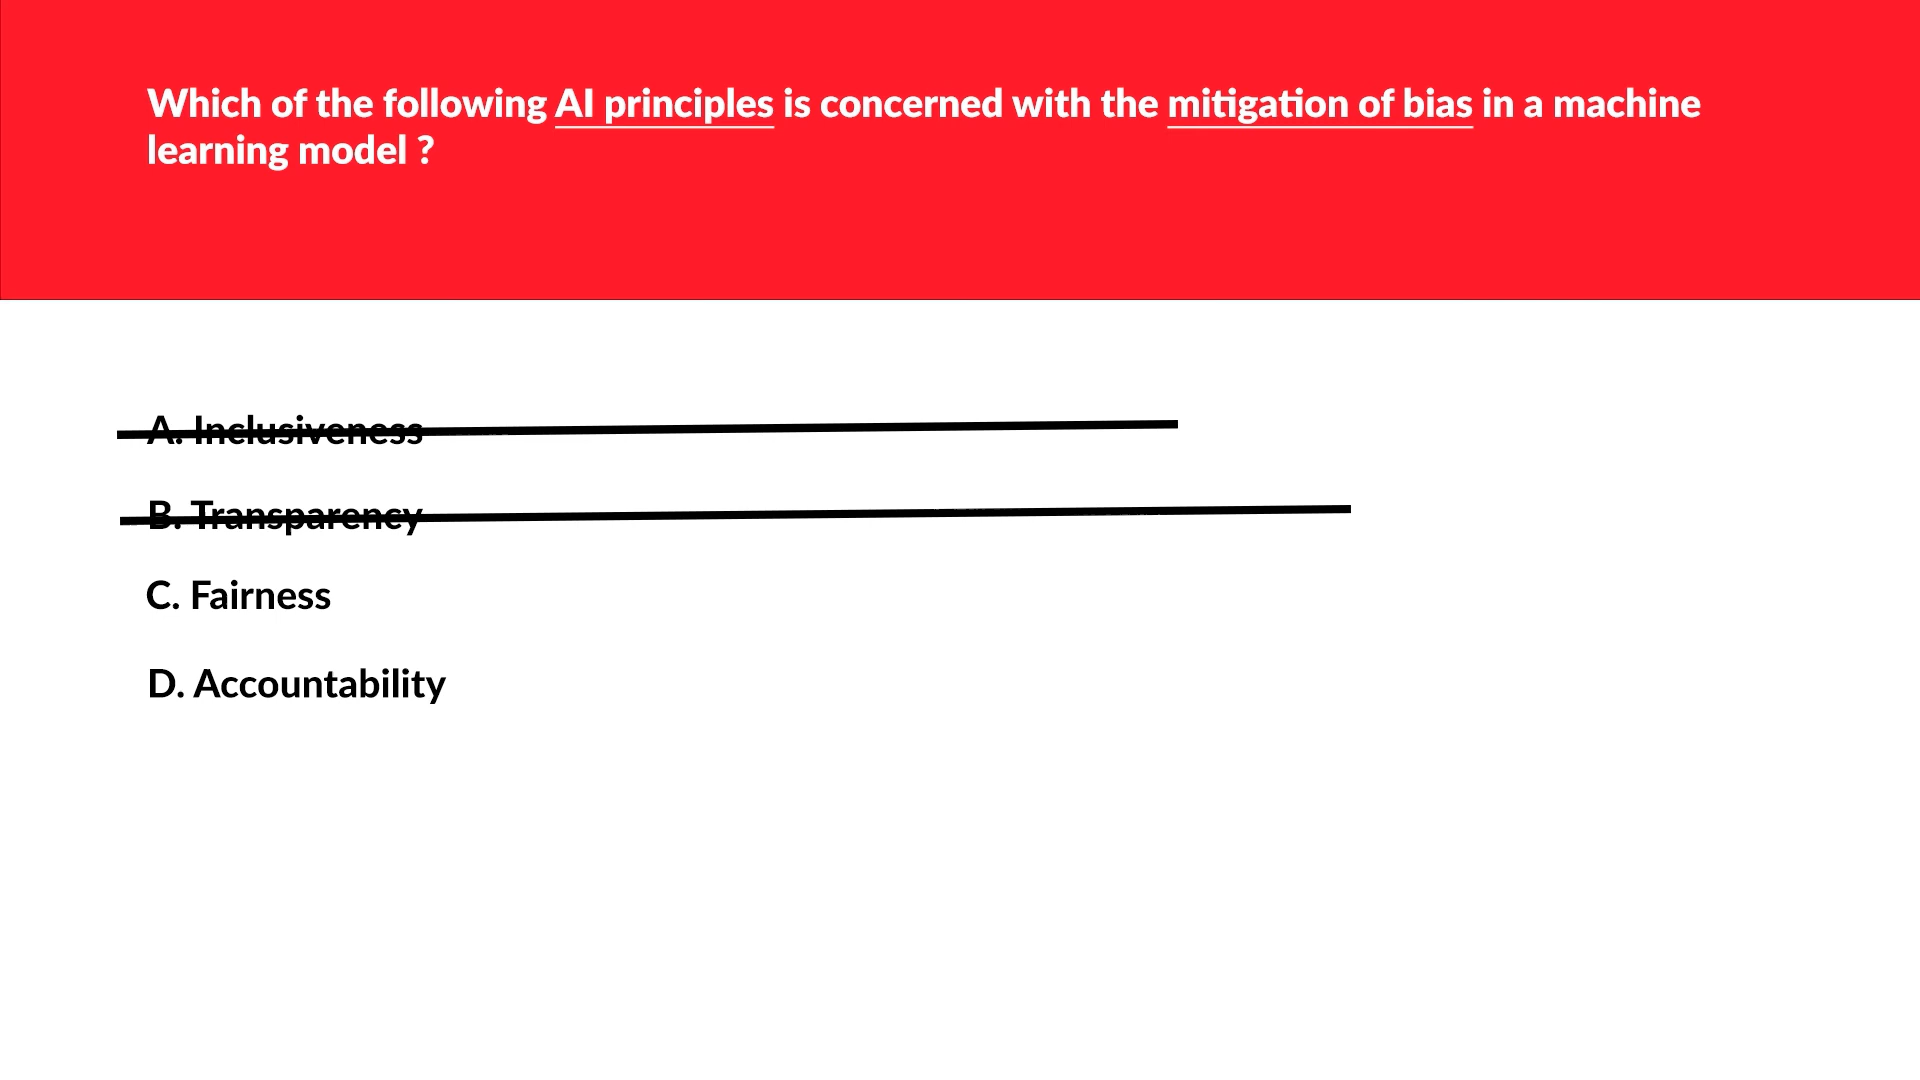 Which of the following AI principles is concerned with the mitigation of bias in a machine
learning model ?
A. Inclusiveness
B. Transparency
C. Fairness
D. Accountability